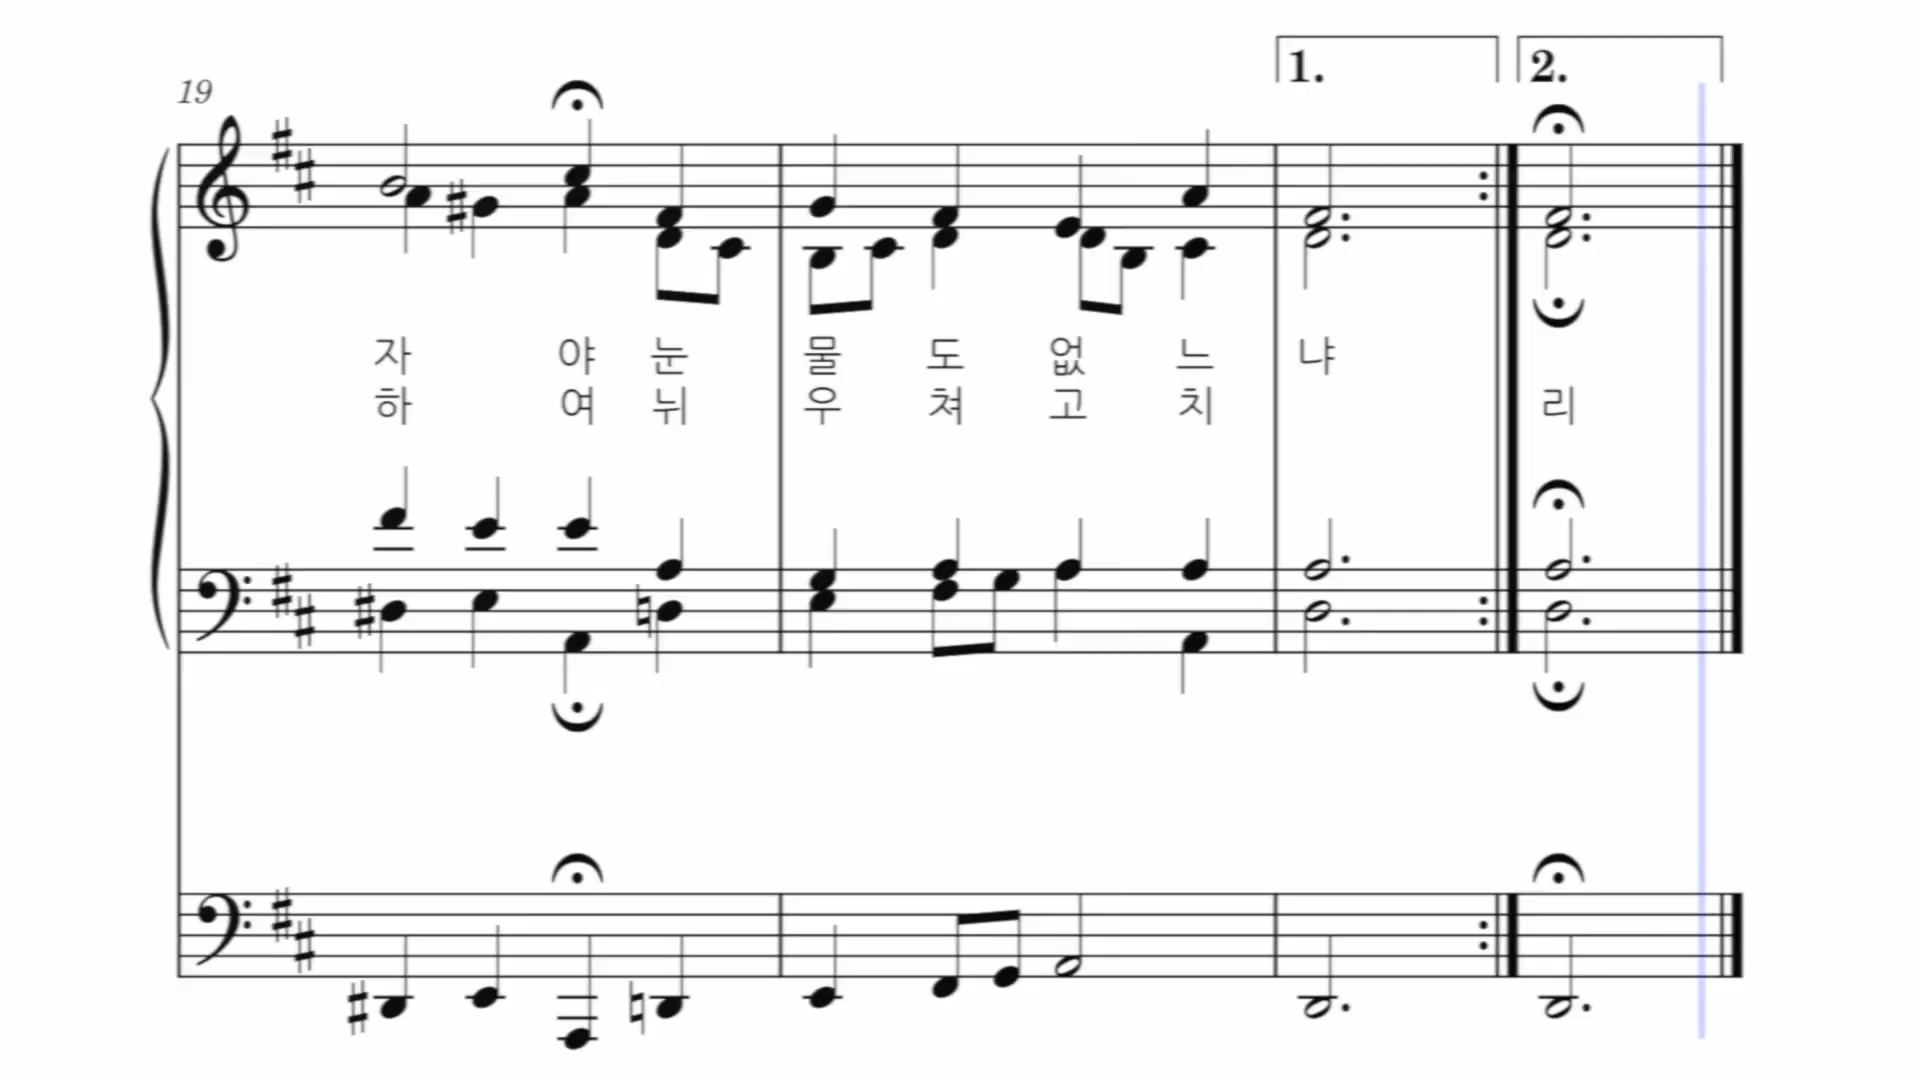 1. 2.
19
자 야 눈 물 도 없 느 냐
하 여 뉘 우 쳐 고 치 리